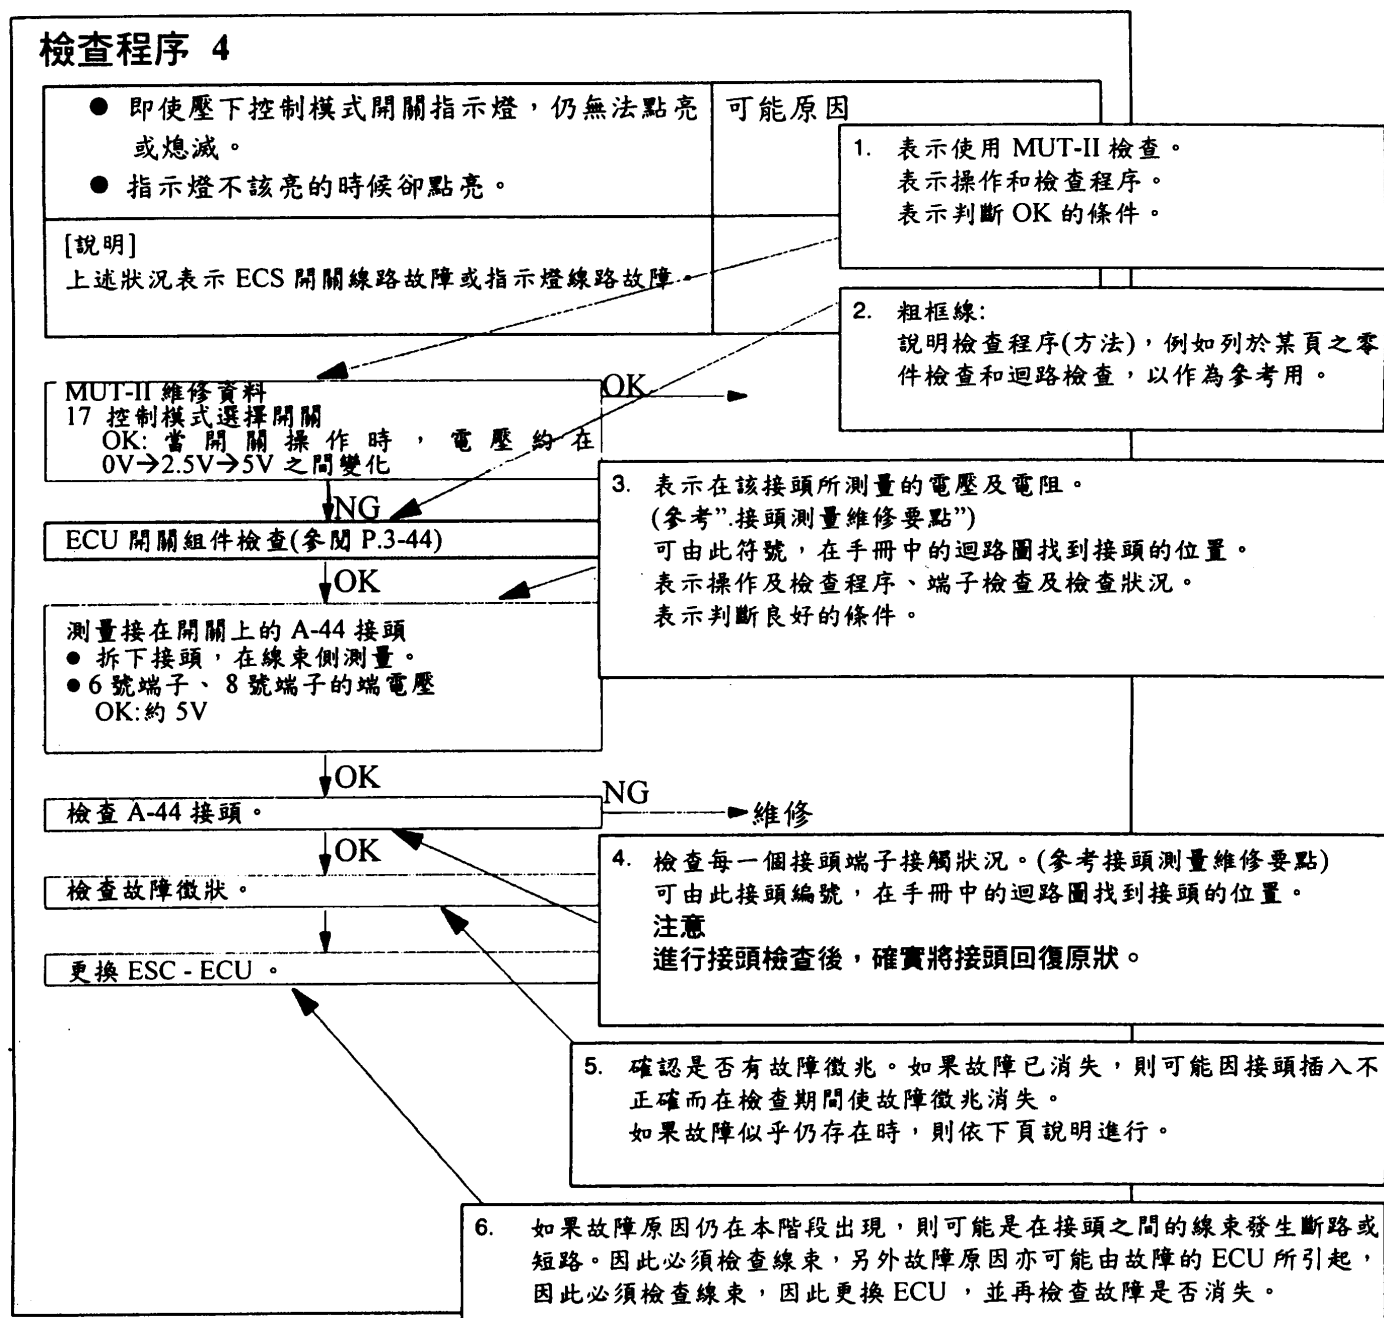 檢查程序 4
● 即使壓下控制模式開關指示燈，仍無法點亮
或熄滅。
● 指示燈不該亮的時候卻點亮。
可能原因
[說明]
上述狀況表示 ECS 開關線路故障或指示燈線路故障。
1. 表示使用 MUT-II 檢查。
表示操作和檢查程序。
表示判斷 OK 的條件。
2. 粗框線:
說明檢查程序(方法)，例如列於某頁之零
件檢查和迴路檢查，以作為參考用。
MUT-II 維修資料
17 控制模式選擇開關
OK: 當開關操作時，電壓約在
0V→2.5V→5V 之間變化
OK
NG
ECU 開關組件檢查(參閱 P.3-44)
OK
3. 表示在該接頭所測量的電壓及電阻。
(參考”.接頭測量維修要點”)
可由此符號，在手冊中的迴路圖找到接頭的位置。
表示操作及檢查程序、端子檢查及檢查狀況。
表示判斷良好的條件。
測量接在開關上的 A-44 接頭
● 拆下接頭，在線束側測量。
● 6 號端子、 8 號端子的端電壓
OK:約 5V
OK
檢查 A-44 接頭。
NG
維修
OK
檢查故障徵狀。
更換 ESC - ECU 。
4. 檢查每一個接頭端子接觸狀況。(參考接頭測量維修要點)
可由此接頭編號，在手冊中的迴路圖找到接頭的位置。
注意
進行接頭檢查後，確實將接頭回復原狀。
5. 確認是否有故障徵兆。如果故障已消失，則可能因接頭插入不
正確而在檢查期間使故障徵兆消失。
如果故障似乎仍存在時，則依下頁說明進行。
6. 如果故障原因仍在本階段出現，則可能是在接頭之間的線束發生斷路或
短路。因此必須檢查線束，另外故障原因亦可能由故障的 ECU 所引起，
因此必須檢查線束，因此更換 ECU ，並再檢查故障是否消失。